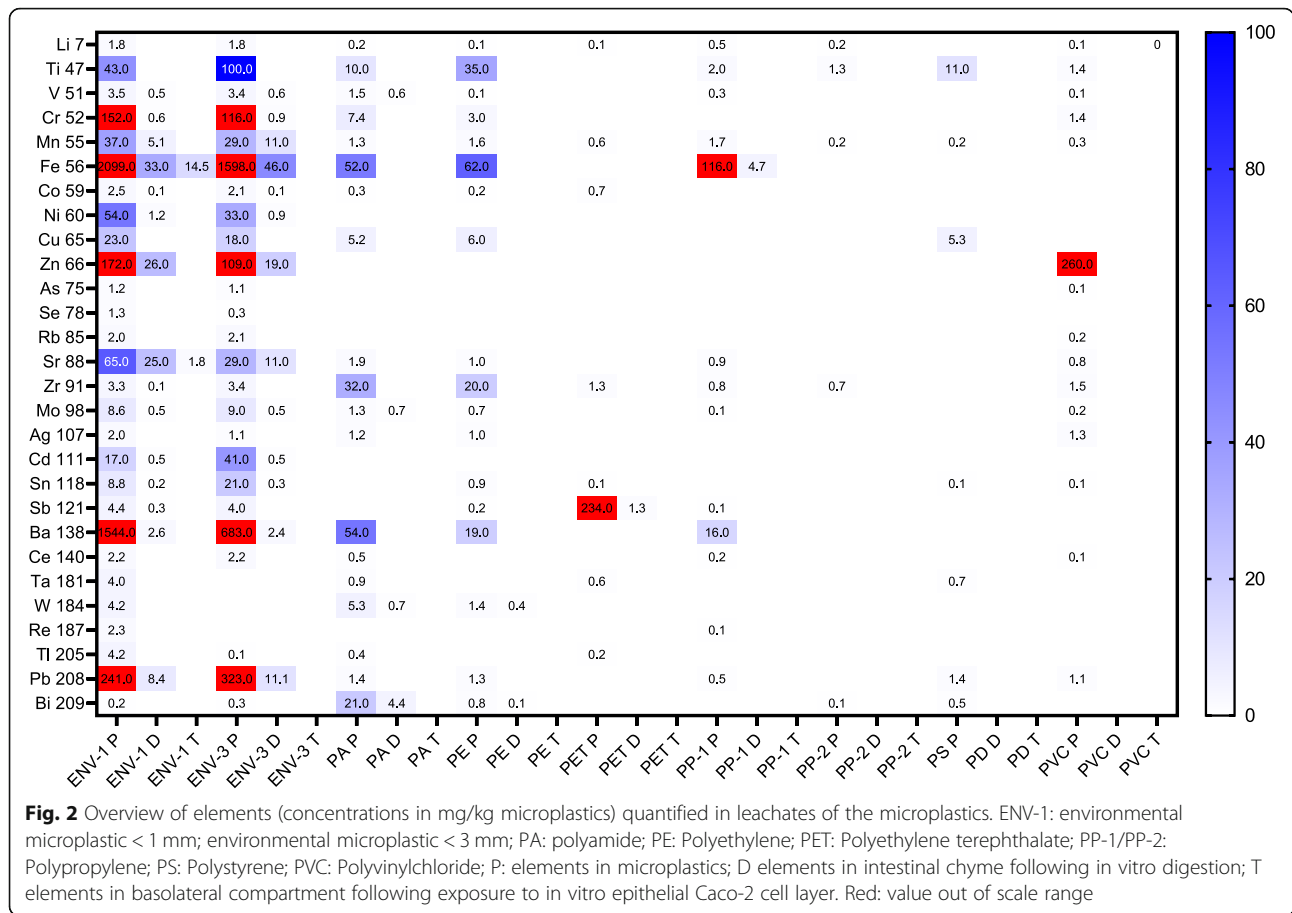 Li 7 1.8 1.8 0.2 0.1 0.1 0.5 0.2 0.1 0
Ti 47 43.0 100.0 10.0 35.0 2.0 1.3 11.0 1.4
V 51 3.5 0.5 3.4 0.6 1.5 0.6 0.1 0.3 0.1
Cr 52 152.0 0.6 116.0 0.9 7.4 3.0 1.4
Mn 55 37.0 5.1 29.0 11.0 1.3 1.6 0.6 1.7 0.2 0.2 0.3
Fe 56 2099.0 33.0 14.5 1598.0 46.0 52.0 62.0 116.0 4.7
Co 59 2.5 0.1 2.1 0.1 0.3 0.2 0.7
Ni 60 54.0 1.2 33.0 0.9
Cu 65 23.0 18.0 5.2 6.0 5.3
Zn 66 172.0 26.0 109.0 19.0 260.0
As 75 1.2 1.1 0.1
Se 78 1.3 0.3
Rb 85 2.0 2.1 0.2
Sr 88 65.0 25.0 1.8 29.0 11.0 1.9 1.0 0.9 0.8
Zr 91 3.3 0.1 3.4 32.0 20.0 1.3 0.8 0.7 1.5
Mo 98 8.6 0.5 9.0 0.5 1.3 0.7 0.7 0.1 0.2
Ag 107 2.0 1.1 1.2 1.0 1.3
Cd 111 17.0 0.5 41.0 0.5
Sn 118 8.8 0.2 21.0 0.3 0.9 0.1 0.1 0.1
Sb 121 4.4 0.3 4.0 0.2 234.0 1.3 0.1
Ba 138 1544.0 2.6 683.0 2.4 54.0 19.0 16.0
Ce 140 2.2 2.2 0.5 0.2 0.1
Ta 181 4.0 0.9 0.6 0.7
W 184 4.2 5.3 0.7 1.4 0.4
Re 187 2.3 0.1
Tl 205 4.2 0.1 0.4 0.2
Pb 208 241.0 8.4 323.0 11.1 1.4 1.3 0.5 1.4 1.1
Bi 209 0.2 0.3 21.0 4.4 0.8 0.1 0.1 0.5
ENV-1 P ENV-1 D ENV-1 T ENV-3 P ENV-3 D ENV-3 T PA P PA D PA T PE P PE D PE T PET P PET D PET T PP-1 P PP-1 D PP-1 T PP-2 P PP-2 D PP-2 T PS P PD D PD T PVC P PVC D PVC T
100
80
60
40
20
0
Fig. 2 Overview of elements (concentrations in mg/kg microplastics) quantified in leachates of the microplastics. ENV-1: environmental
microplastic < 1 mm; environmental microplastic < 3 mm; PA: polyamide; PE: Polyethylene; PET: Polyethylene terephthalate; PP-1/PP-2:
Polypropylene; PS: Polystyrene; PVC: Polyvinylchloride; P: elements in microplastics; D elements in intestinal chyme following in vitro digestion; T
elements in basolateral compartment following exposure to in vitro epithelial Caco-2 cell layer. Red: value out of scale range